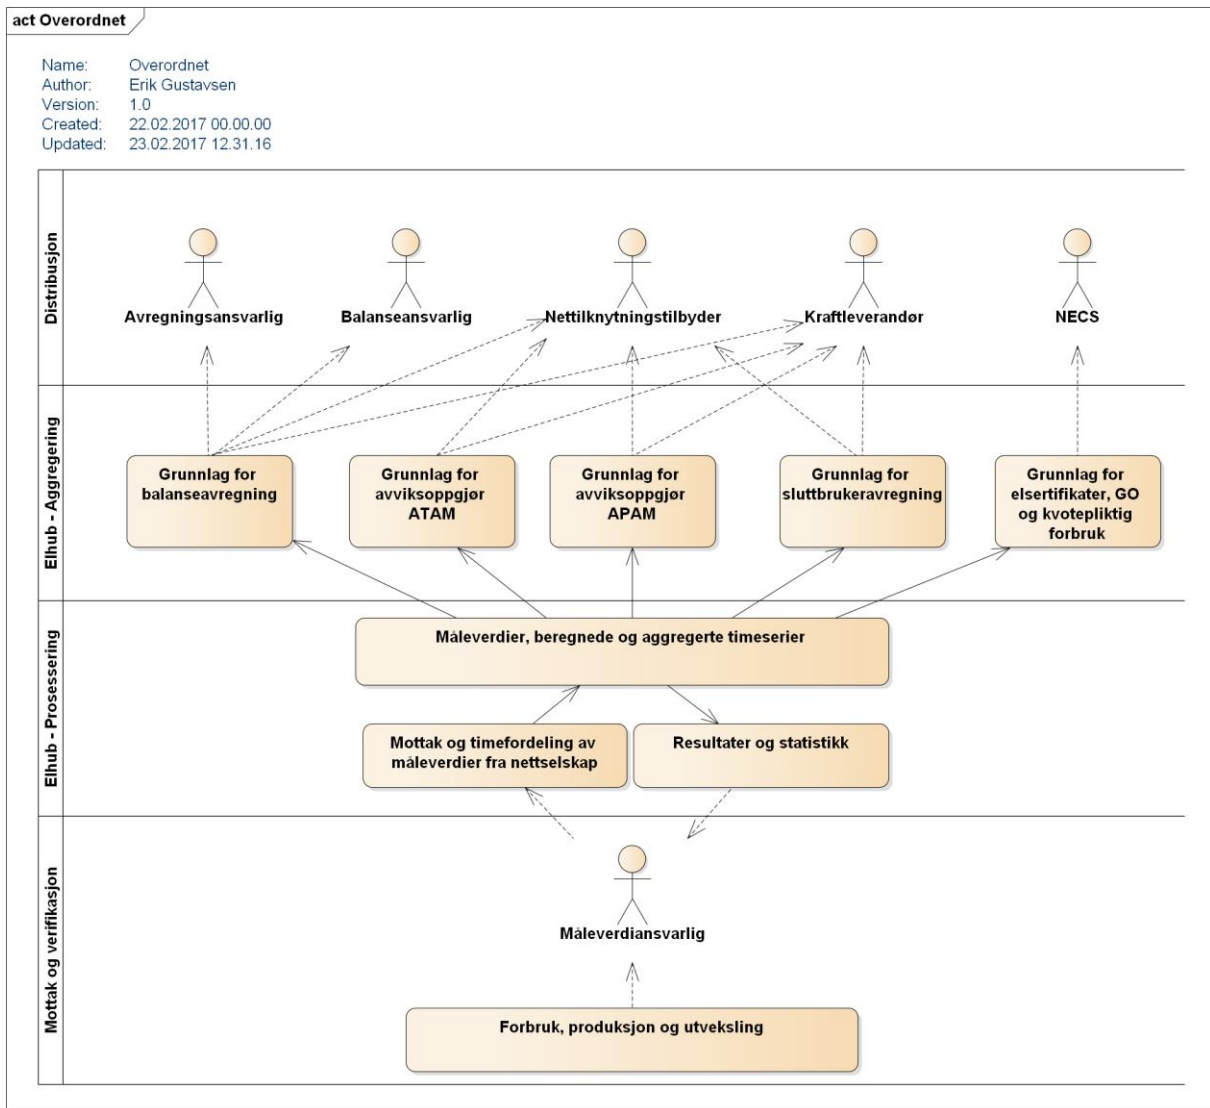 act Overordnet
Name: Overordnet
Author: Erik Gustavsen
Version: 1.0
Created: 22.02.2017 00.00.00
Updated: 23.02.2017 12.31.16
Distribusjon
Avregningsansvarlig
Balanseansvarlig
Nettilknytningstilbyder
Kraftleverandør
NECS
Elhub - Aggregering
Grunnlag for
balanseavregning
Grunnlag for
avviksoppgjør
ATAM
Grunnlag for
avviksoppgjør
APAM
Grunnlag for
sluttbrukeravregning
Grunnlag for
elsertifikater, GO
og kvotepliktig
forbruk
Elhub - Prosessering
Måleverdier, beregnede og aggregerte timeserier
Mottak og timefordeling av
måleverdier fra nettselskap
Resultater og statistikk
Mottak og verifikasjon
Måleverdiansvarlig
Forbruk, produksjon og utveksling